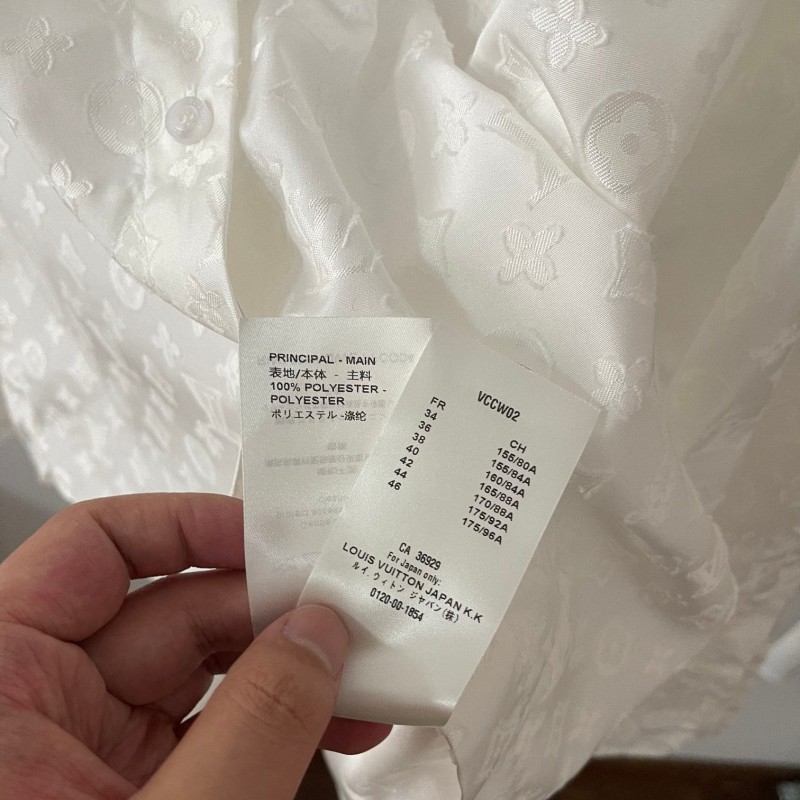 PRINCIPAL - MAIN
表地/本体 - 主料
100% POLYESTER -
POLYESTER
ポリエステル -涤纶
VCCW02
FR CH
34 155/80A
36 155/84A
38 160/84A
40 165/88A
42 170/88A
44 175/92A
46 175/96A
CA 36929
For Japan only:
LOUIS VUITTON JAPAN K.K
ルイ. ヴィトン ジャパン(株)
0120-00-1854